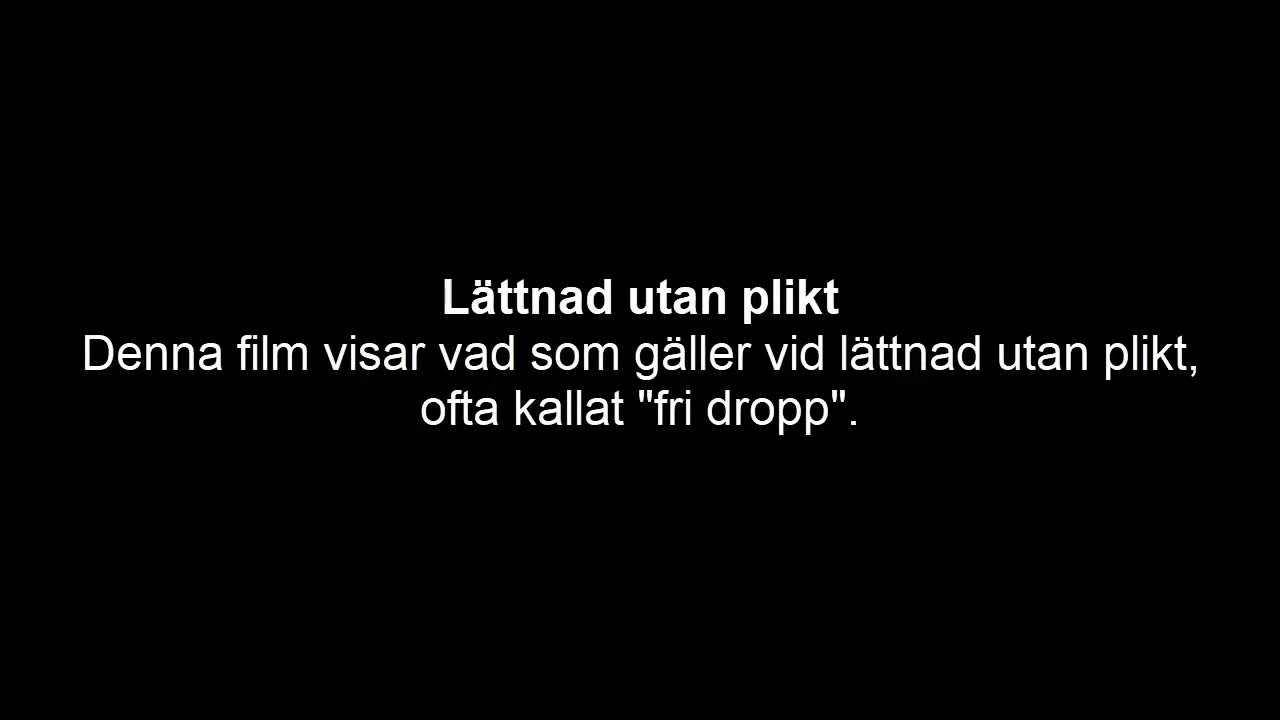 Lättnad utan plikt
Denna film visar vad som gäller vid lättnad utan plikt,
ofta kallat "fri dropp".